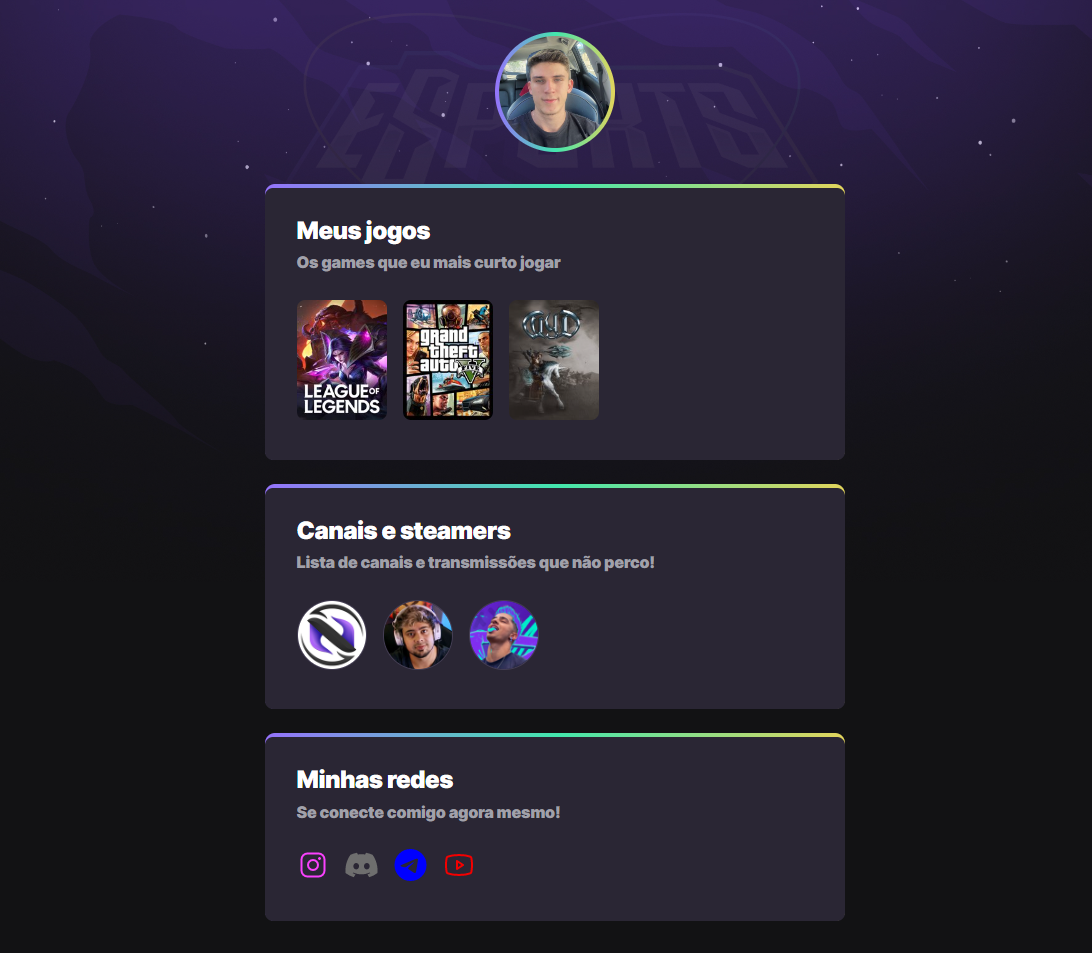 ESPORTS
Meus jogos
Os games que eu mais curto jogar
LEAGUE OF
LEGENDS
grand
theft
auto
V
Canais e steamers
Lista de canais e transmissões que não perco!
Minhas redes
Se conecte comigo agora mesmo!